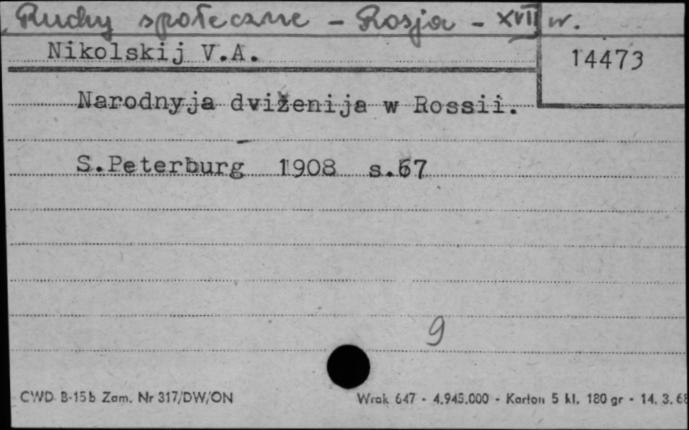 Ruchy społeczne - Rosja - XVII w.
Nikolskij V.A.
14473
Narodnyja dviženija w Rossii.
S.Peterburg 1908 s.67
9
CWD B-15b Zam. Nr 317/DW/ON
Wrak 647 - 4.945.000 - Karton 5 kl. 180 gr - 14. 3. 68